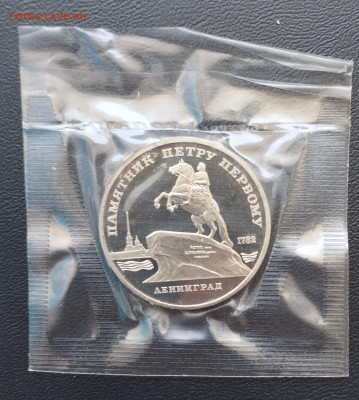 ПАМЯТНИК ПЕТРУ ПЕРВОМУ
1782
ЛЕНИНГРАД